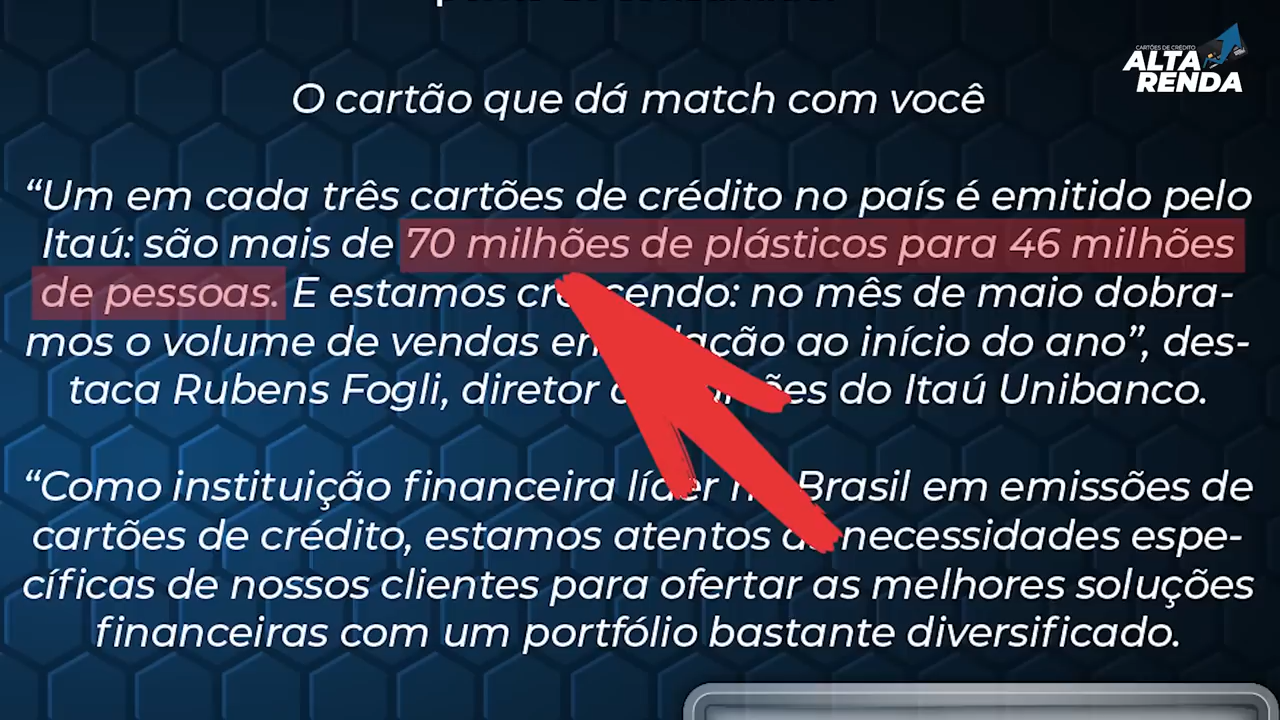 CARTÕES DE CRÉDITO
ALTA
RENDA
O cartão que dá match com você
“Um em cada três cartões de crédito no país é emitido pelo
Itaú: são mais de 70 milhões de plásticos para 46 milhões
de pessoas. E estamos crescendo: no mês de maio dobra-
mos o volume de vendas em ao início do ano”, des-
taca Rubens Fogli, diretor do Itaú Unibanco.
“Como instituição financeira líder Brasil em emissões de
cartões de crédito, estamos atentos necessidades espe-
cíficas de nossos clientes para ofertar as melhores soluções
financeiras com um portfólio bastante diversificado.